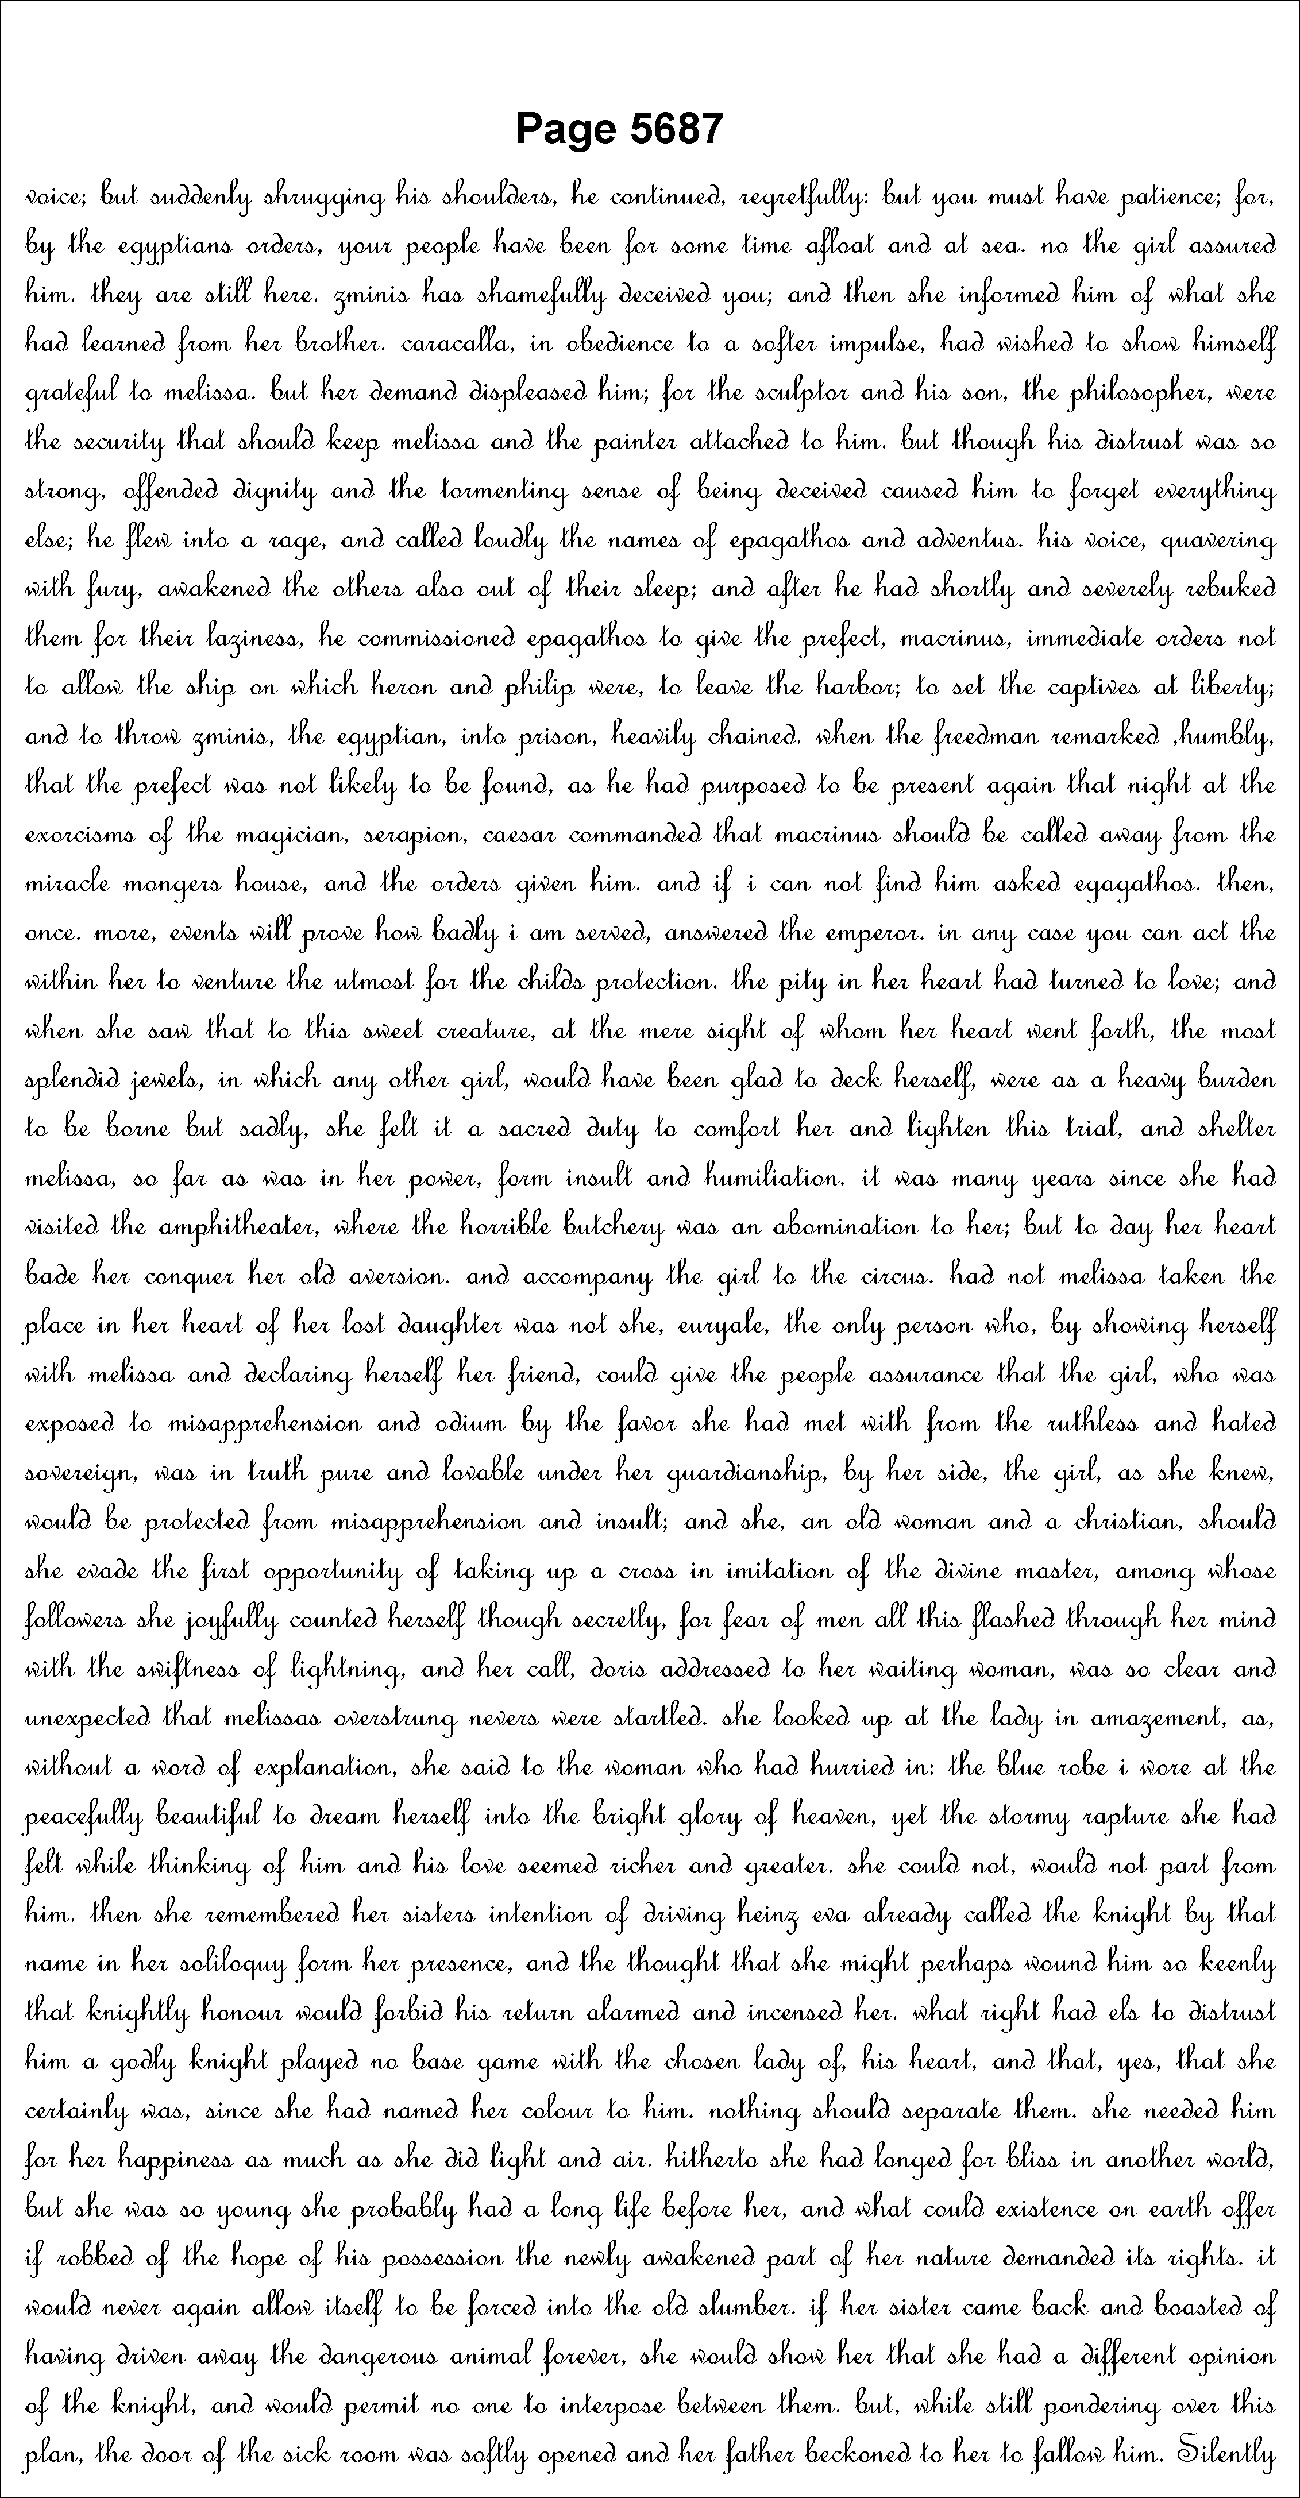 Page 5687
voice; but suddenly shrugging his shoulders, he continued, regretfully: but you must have patience; for,
by the egyptians orders, your people have been for some time afloat and at sea. no the girl assured
him. they are still here. zminis has shamefully deceived you; and then she informed him of what she
had learned from her brother. caracalla, in obedience to a softer impulse, had wished to show himself
grateful to melissa. but her demand displeased him; for the sculptor and his son, the philosopher, were
the security that should keep melissa and the painter attached to him. but though his distrust was so
strong, offended dignity and the tormenting sense of being deceived caused him to forget everything
else; he flew into a rage, and called loudly the names of epagathos and adventus. his voice, quavering
with fury, awakened the others also out of their sleep; and after he had shortly and severely rebuked
them for their laziness, he commissioned epagathos to give the prefect, macrinus, immediate orders not
to allow the ship on which heron and philip were, to leave the harbor; to set the captives at liberty;
and to throw zminis, the egyptian, into prison, heavily chained. when the freedman remarked ,humbly,
that the prefect was not likely to be found, as he had purposed to be present again that night at the
exorcisms of the magician, serapion, caesar commanded that macrinus should be called away from the
miracle mongers house, and the orders given him. and if i can not find him asked egagathos. then,
once. more, events will prove how badly i am served, answered the emperor. in any case you can act the
within her to venture the utmost for the childs protection. the pity in her heart had turned to love; and
when she saw that to this sweet creature, at the mere sight of whom her heart went forth, the most
splendid jewels, in which any other girl, would have been glad to deck herself, were as a heavy burden
to be borne but sadly, she felt it a sacred duty to comfort her and lighten this trial, and shelter
melissa, so far as was in her power, form insult and humiliation. it was many years since she had
visited the amphitheater, where the horrible butchery was an abomination to her; but to day her heart
bade her conquer her old aversion. and accompany the girl to the circus. had not melissa taken the
place in her heart of her lost daughter was not she, euryale, the only person who, by showing herself
with melissa and declaring herself her friend, could give the people assurance that the girl, who was
exposed to misapprehension and odium by the favor she had met with from the ruthless and hated
sovereign, was in truth pure and lovable under her guardianship, by her side, the girl, as she knew,
would be protected from misapprehension and insult; and she, an old woman and a christian, should
she evade the first opportunity of taking up a cross in imitation of the divine master, among whose
followers she joyfully counted herself though secretly, for fear of men all this flashed through her mind
with the swiftness of lightning, and her call, doris addressed to her waiting woman, was so clear and
unexpected that melissas overstrung nevers were startled. she looked up at the lady in amazement, as,
without a word of explanation, she said to the woman who had hurried in: the blue robe i wore at the
peacefully beautiful to dream herself into the bright glory of heaven, yet the stormy rapture she had
felt while thinking of him and his love seemed richer and greater. she could not, would not part from
him. then she remembered her sisters intention of driving heinz eva already called the knight by that
name in her soliloquy form her presence, and the thought that she might perhaps wound him so keenly
that knightly honour would forbid his return alarmed and incensed her. what right had els to distrust
him a godly knight played no base game with the chosen lady of, his heart, and that, yes, that she
certainly was, since she had named her colour to him. nothing should separate them. she needed him
for her happiness as much as she did light and air. hitherto she had longed for bliss in another world,
but she was so young she probably had a long life before her, and what could existence on earth offer
if robbed of the hope of his possession the newly awakened part of her nature demanded its rights. it
would never again allow itself to be forced into the old slumber. if her sister came back and boasted of
having driven away the dangerous animal forever, she would show her that she had a different opinion
of the knight, and would permit no one to interpose between them. but, while still pondering over this
plan, the door of the sick room was softly opened and her father beckoned to her to fallow him. Silently